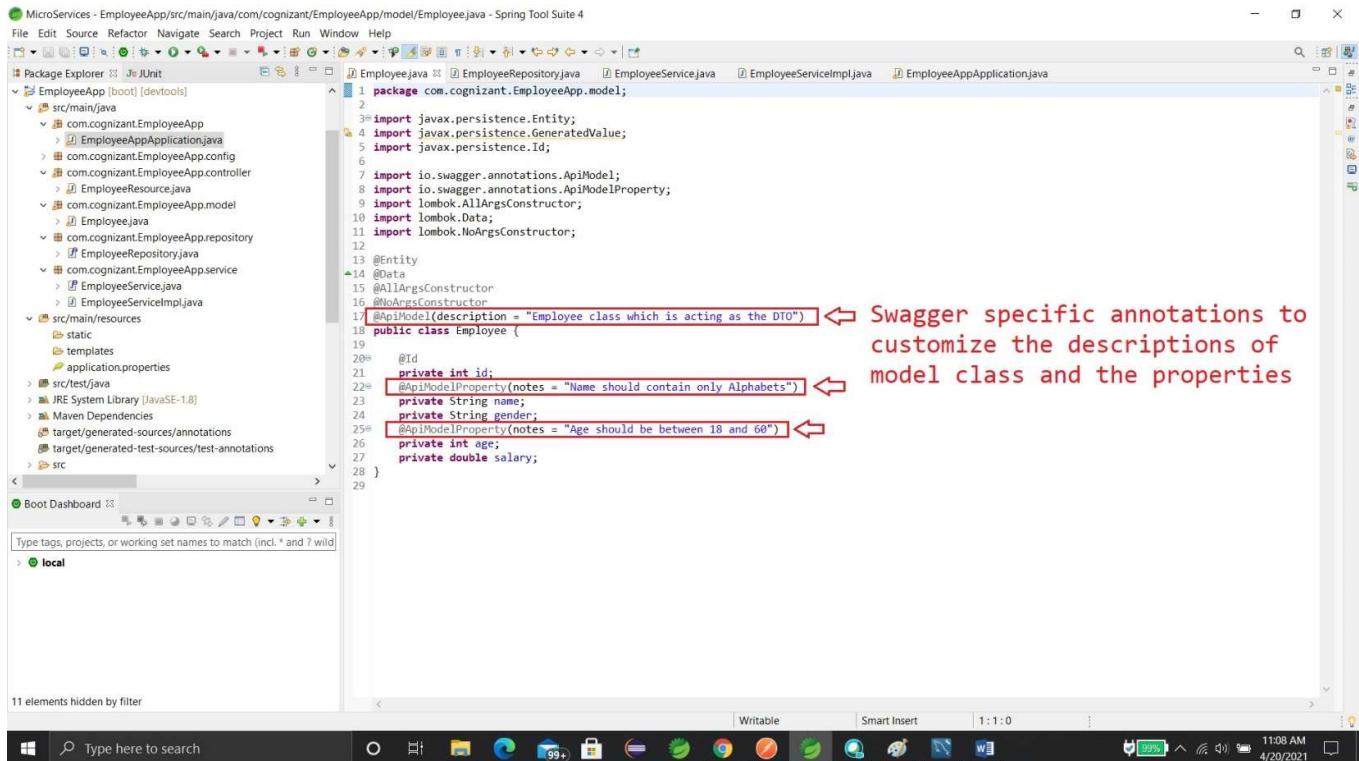 MicroServices - EmployeeApp/src/main/java/com/cognizant/EmployeeApp/model/Employee.java - Spring Tool Suite 4
File Edit Source Refactor Navigate Search Project Run Window Help
Package Explorer JUnit
EmployeeApp [boot] [devtools]
src/main/java
com.cognizant.EmployeeApp
EmployeeAppApplication.java
com.cognizant.EmployeeApp.config
com.cognizant.EmployeeApp.controller
EmployeeResource.java
com.cognizant.EmployeeApp.model
Employee.java
com.cognizant.EmployeeApp.repository
EmployeeRepository.java
com.cognizant.EmployeeApp.service
EmployeeService.java
EmployeeServiceImpl.java
src/main/resources
static
templates
application.properties
src/test/java
JRE System Library [JavaSE-1.8]
Maven Dependencies
target/generated-sources/annotations
target/generated-test-sources/test-annotations
src
Boot Dashboard
Type tags, projects, or working set names to match (incl. * and ? wild
local
11 elements hidden by filter
Employee.java EmployeeRepository.java EmployeeService.java EmployeeServiceImpl.java EmployeeAppApplication.java
1 package com.cognizant.EmployeeApp.model;
2
3 import javax.persistence.Entity;
4 import javax.persistence.GeneratedValue;
5 import javax.persistence.Id;
6
7 import io.swagger.annotations.ApiModel;
8 import io.swagger.annotations.ApiModelProperty;
9 import lombok.AllArgsConstructor;
10 import lombok.Data;
11 import lombok.NoArgsConstructor;
12
13 @Entity
14 @Data
15 @AllArgsConstructor
16 @NoArgsConstructor
17 @ApiModel(description = "Employee class which is acting as the DTO")
18 public class Employee {
19
20 @Id
21 private int id;
22 @ApiModelProperty(notes = "Name should contain only Alphabets")
23 private String name;
24 private String gender;
25 @ApiModelProperty(notes = "Age should be between 18 and 60")
26 private int age;
27 private double salary;
28 }
29
Swagger specific annotations to
customize the descriptions of
model class and the properties
Writable Smart Insert 1 : 1 : 0
Type here to search
99+
99%
11:08 AM
4/20/2021